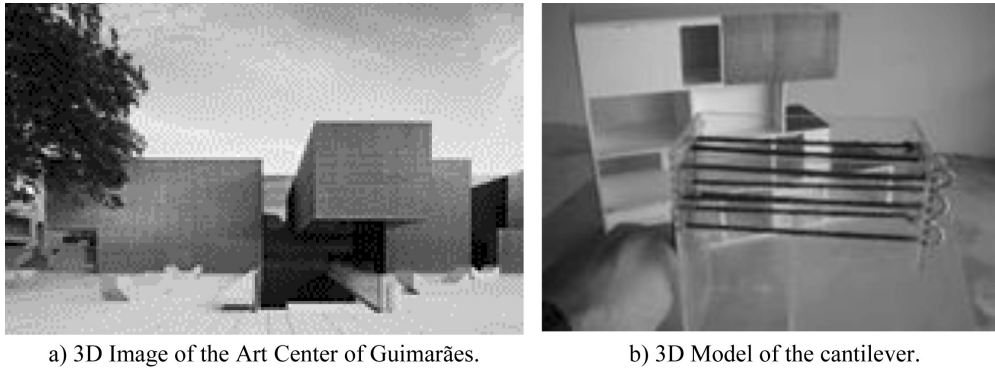 a) 3D Image of the Art Center of Guimarães.
b) 3D Model of the cantilever.